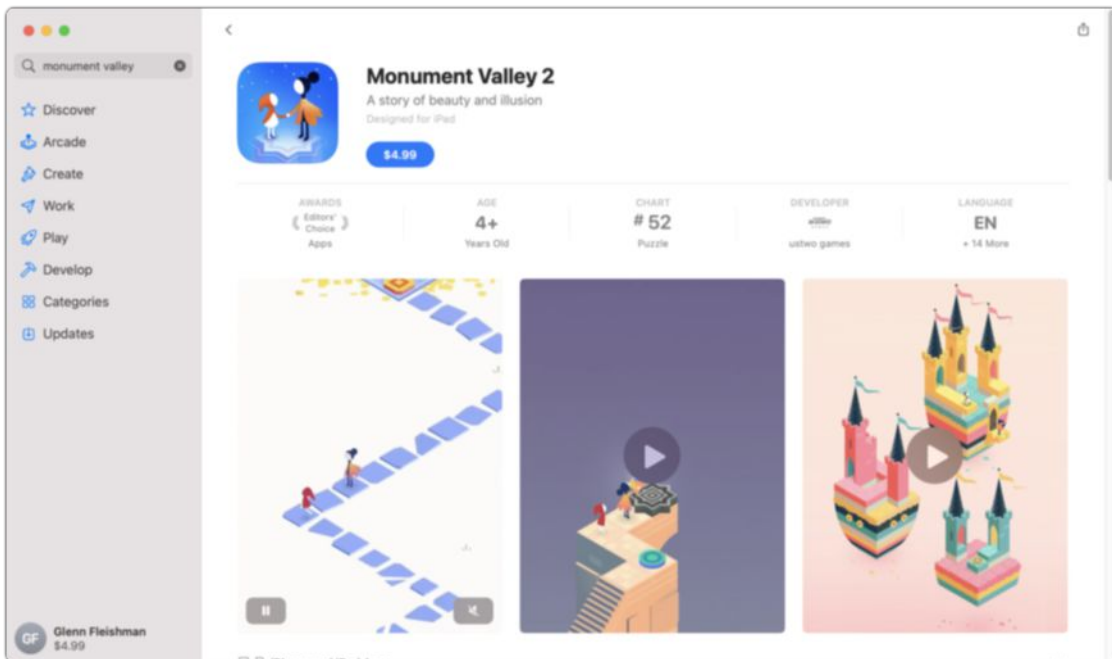 monument valley
Discover
Arcade
Create
Work
Play
Develop
Categories
Updates
GF
Glenn Fleishman
$4.99
Monument Valley 2
A story of beauty and illusion
Designed for iPad
$4.99
AWARDS
Editors'
Choice
Apps
AGE
4+
Years Old
CHART
# 52
Puzzle
DEVELOPER
ustwo games
LANGUAGE
EN
+ 14 More